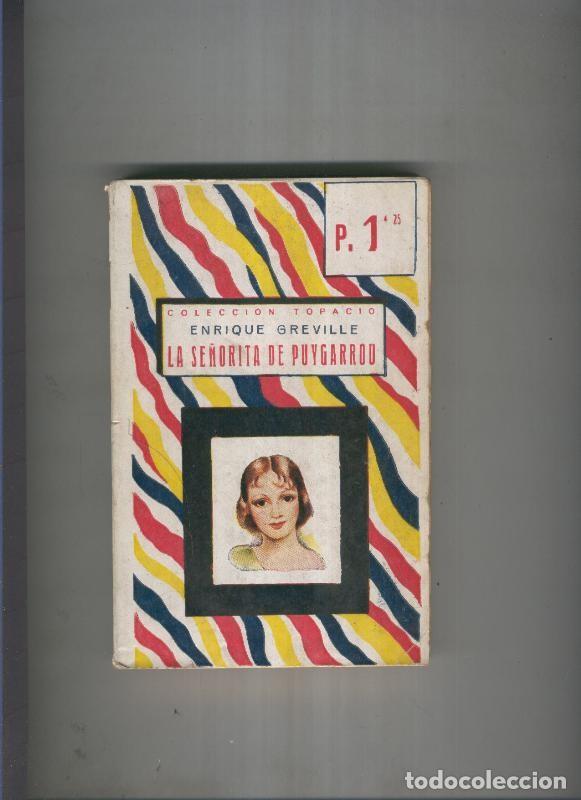 P. 1'25
COLECCION TOPACIO
ENRIQUE GREVILLE
LA SEÑORITA DE PUYGARROU
todocoleccion